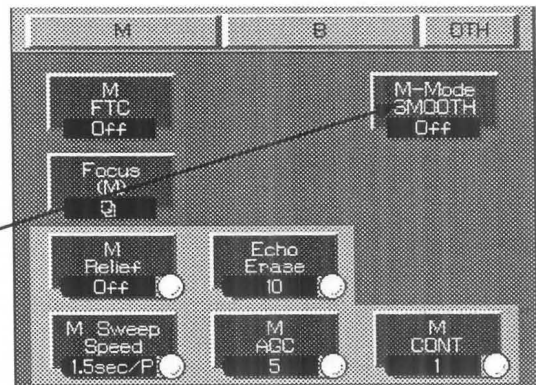 M B OTH
M
FTC
Off
M-Mode
SMOOTH
Off
Focus
(M)
M
Relief
Off
Echo
Erase
10
M Sweep
Speed
1.5sec/P
M
AGC
5
M
CONT
1